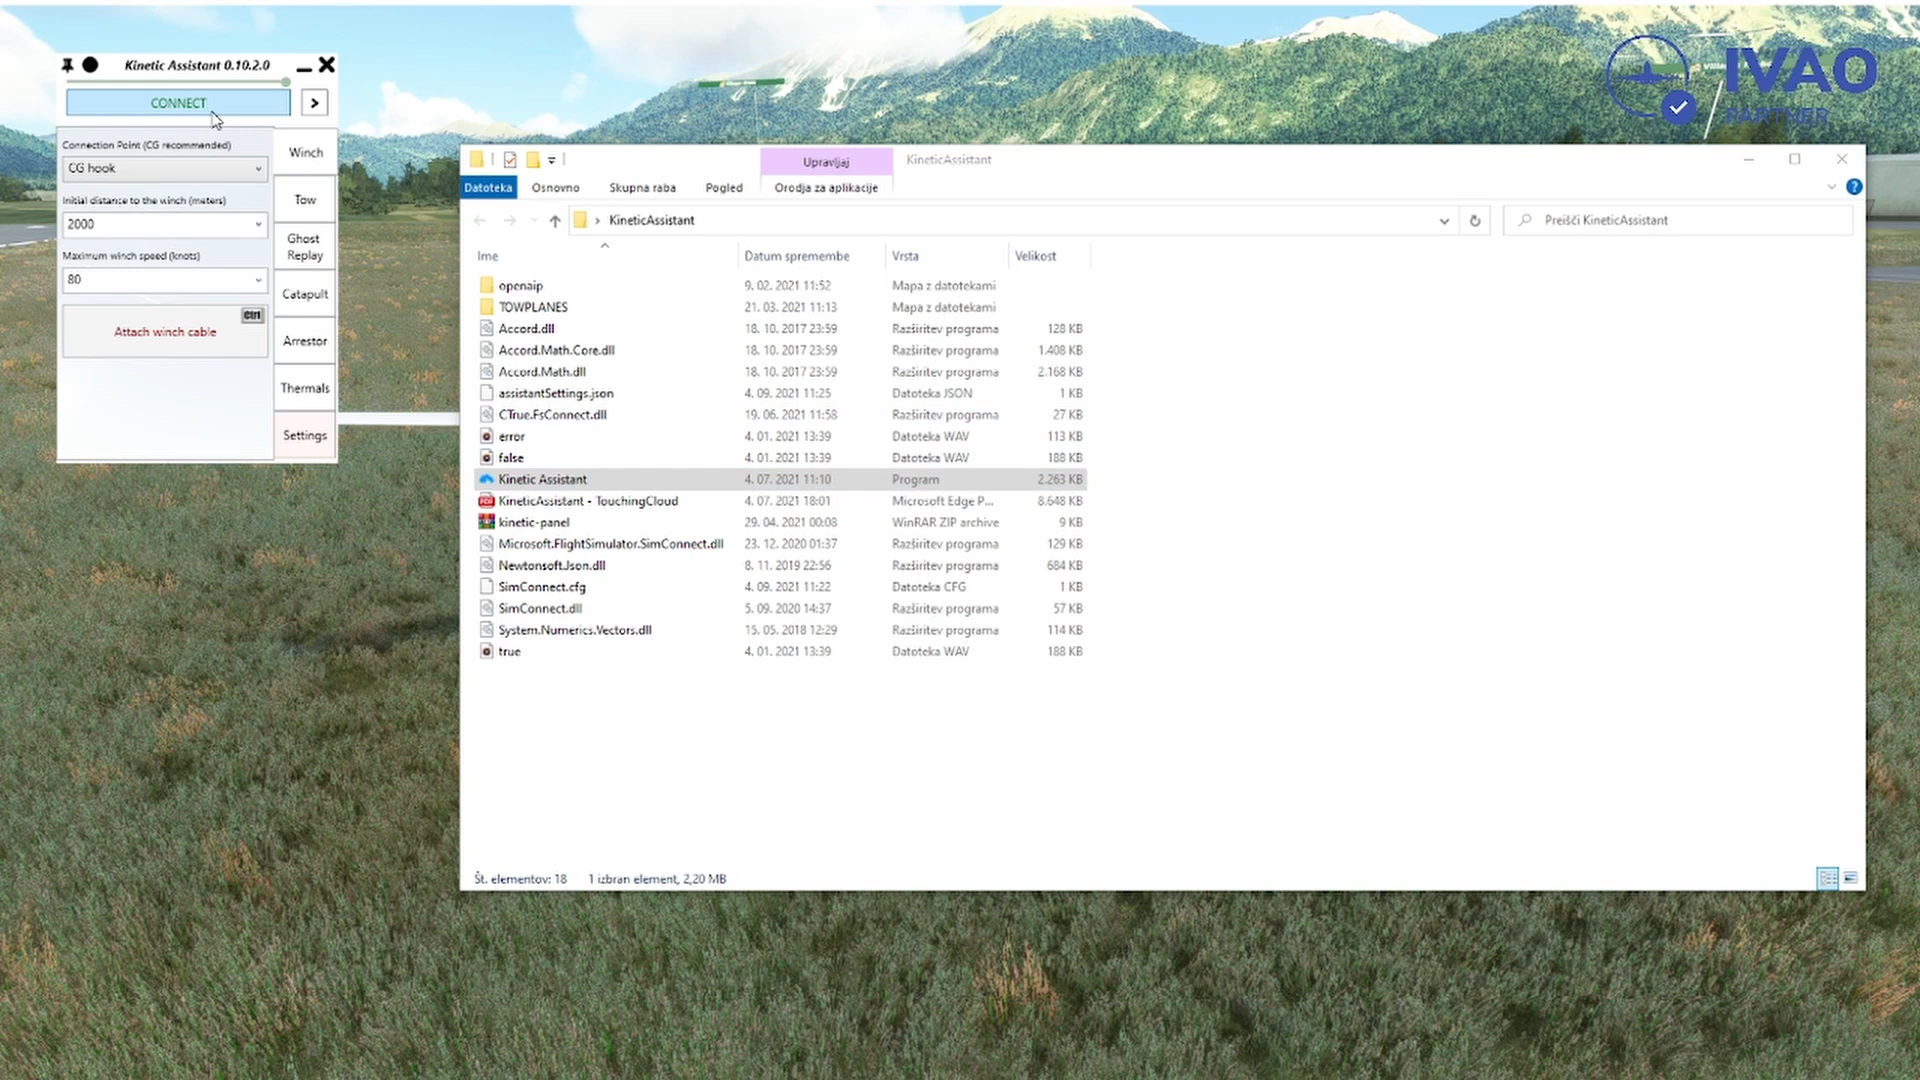 Kinetic Assistant 0.10.2.0
CONNECT
>
Connection Point (CG recommended)
CG hook
Initial distance to the winch (meters)
2000
Maximum winch speed (knots)
80
Ctrl
Attach winch cable
Winch
Tow
Ghost
Replay
Catapult
Arrestor
Thermals
Settings
IVAO
PARTNER
Upravljaj
KineticAssistant
Datoteka
Osnovno
Skupna raba
Pogled
Orodja za aplikacije
KineticAssistant
Preišči KineticAssistant
Ime Datum spremembe Vrsta Velikost
openaip 9. 02. 2021 11:52 Mapa z datotekami
TOWPLANES 21. 03. 2021 11:13 Mapa z datotekami
Accord.dll 18. 10. 2017 23:59 Razširitev programa 128 KB
Accord.Math.Core.dll 18. 10. 2017 23:59 Razširitev programa 1.408 KB
Accord.Math.dll 18. 10. 2017 23:59 Razširitev programa 2.168 KB
assistantSettings.json 4. 09. 2021 11:25 Datoteka JSON 1 KB
CTrue.FsConnect.dll 19. 06. 2021 11:58 Razširitev programa 27 KB
error 4. 01. 2021 13:39 Datoteka WAV 113 KB
false 4. 01. 2021 13:39 Datoteka WAV 188 KB
Kinetic Assistant 4. 07. 2021 11:10 Program 2.263 KB
KineticAssistant - TouchingCloud 4. 07. 2021 18:01 Microsoft Edge P... 8.648 KB
kinetic-panel 29. 04. 2021 00:08 WinRAR ZIP archive 9 KB
Microsoft.FlightSimulator.SimConnect.dll 23. 12. 2020 01:37 Razširitev programa 129 KB
Newtonsoft.Json.dll 8. 11. 2019 22:56 Razširitev programa 684 KB
SimConnect.cfg 4. 09. 2021 11:22 Datoteka CFG 1 KB
SimConnect.dll 5. 09. 2020 14:37 Razširitev programa 57 KB
System.Numerics.Vectors.dll 15. 05. 2018 12:29 Razširitev programa 114 KB
true 4. 01. 2021 13:39 Datoteka WAV 188 KB
Št. elementov: 18 1 izbran element, 2,20 MB